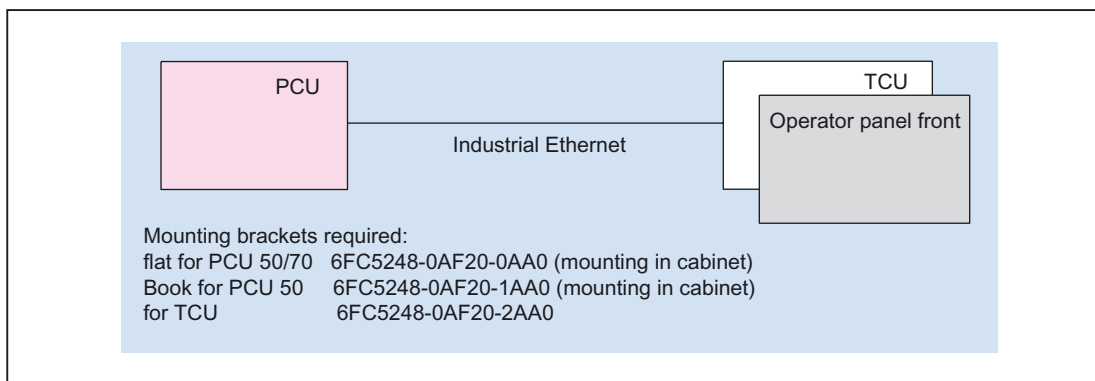 PCU
TCU
Operator panel front
Industrial Ethernet
Mounting brackets required:
flat for PCU 50/70 6FC5248-0AF20-0AA0 (mounting in cabinet)
Book for PCU 50 6FC5248-0AF20-1AA0 (mounting in cabinet)
for TCU 6FC5248-0AF20-2AA0